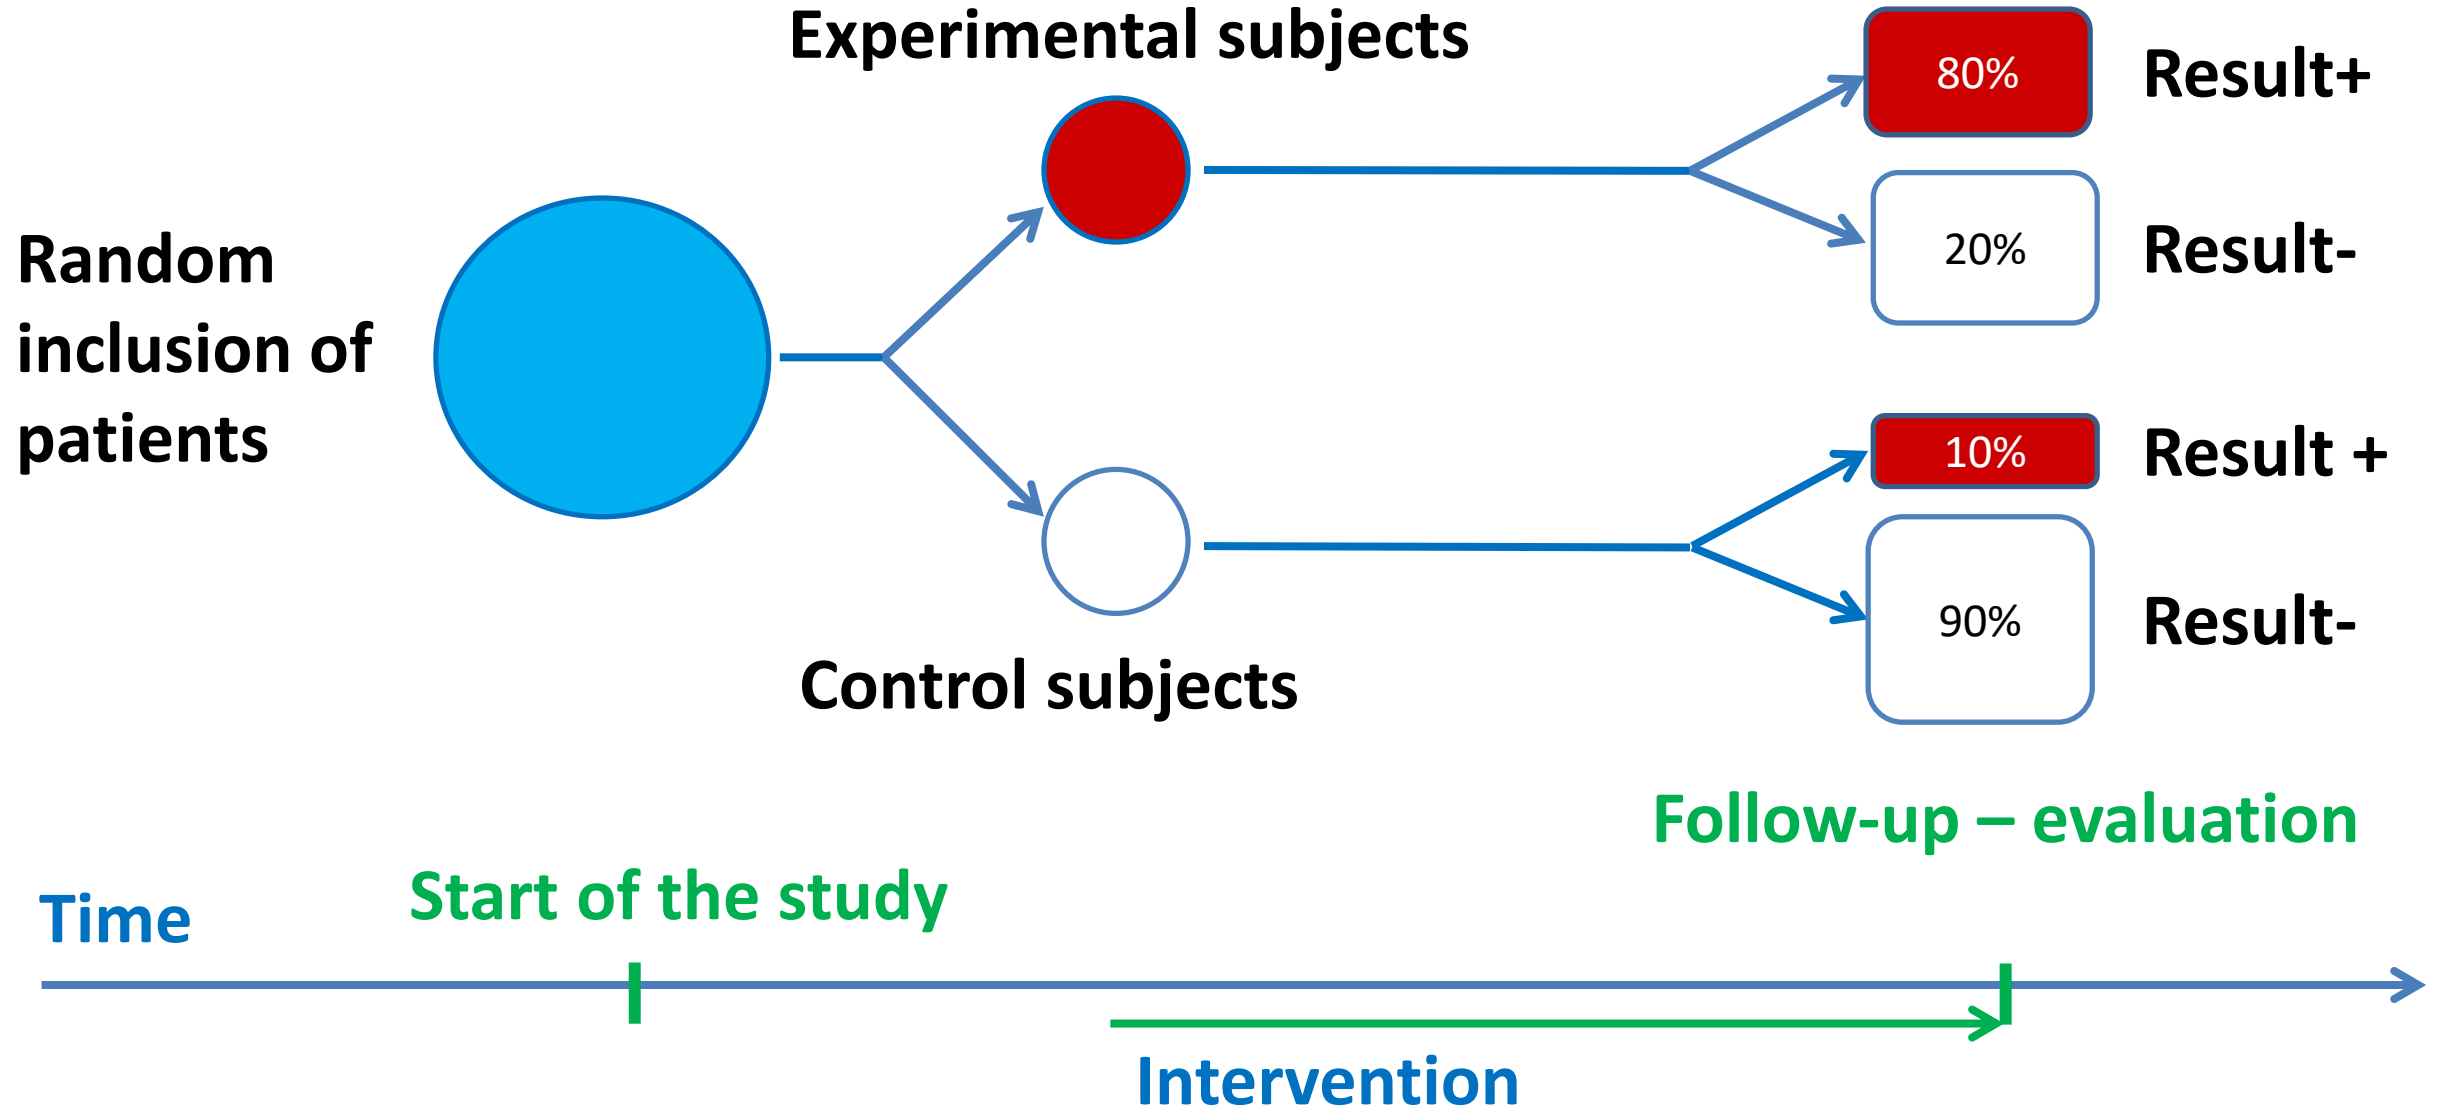 Experimental subjects
80%
Result+
20%
Result-
Random
inclusion of
patients
10%
Result +
90%
Result-
Control subjects
Follow-up – evaluation
Start of the study
Time
Intervention